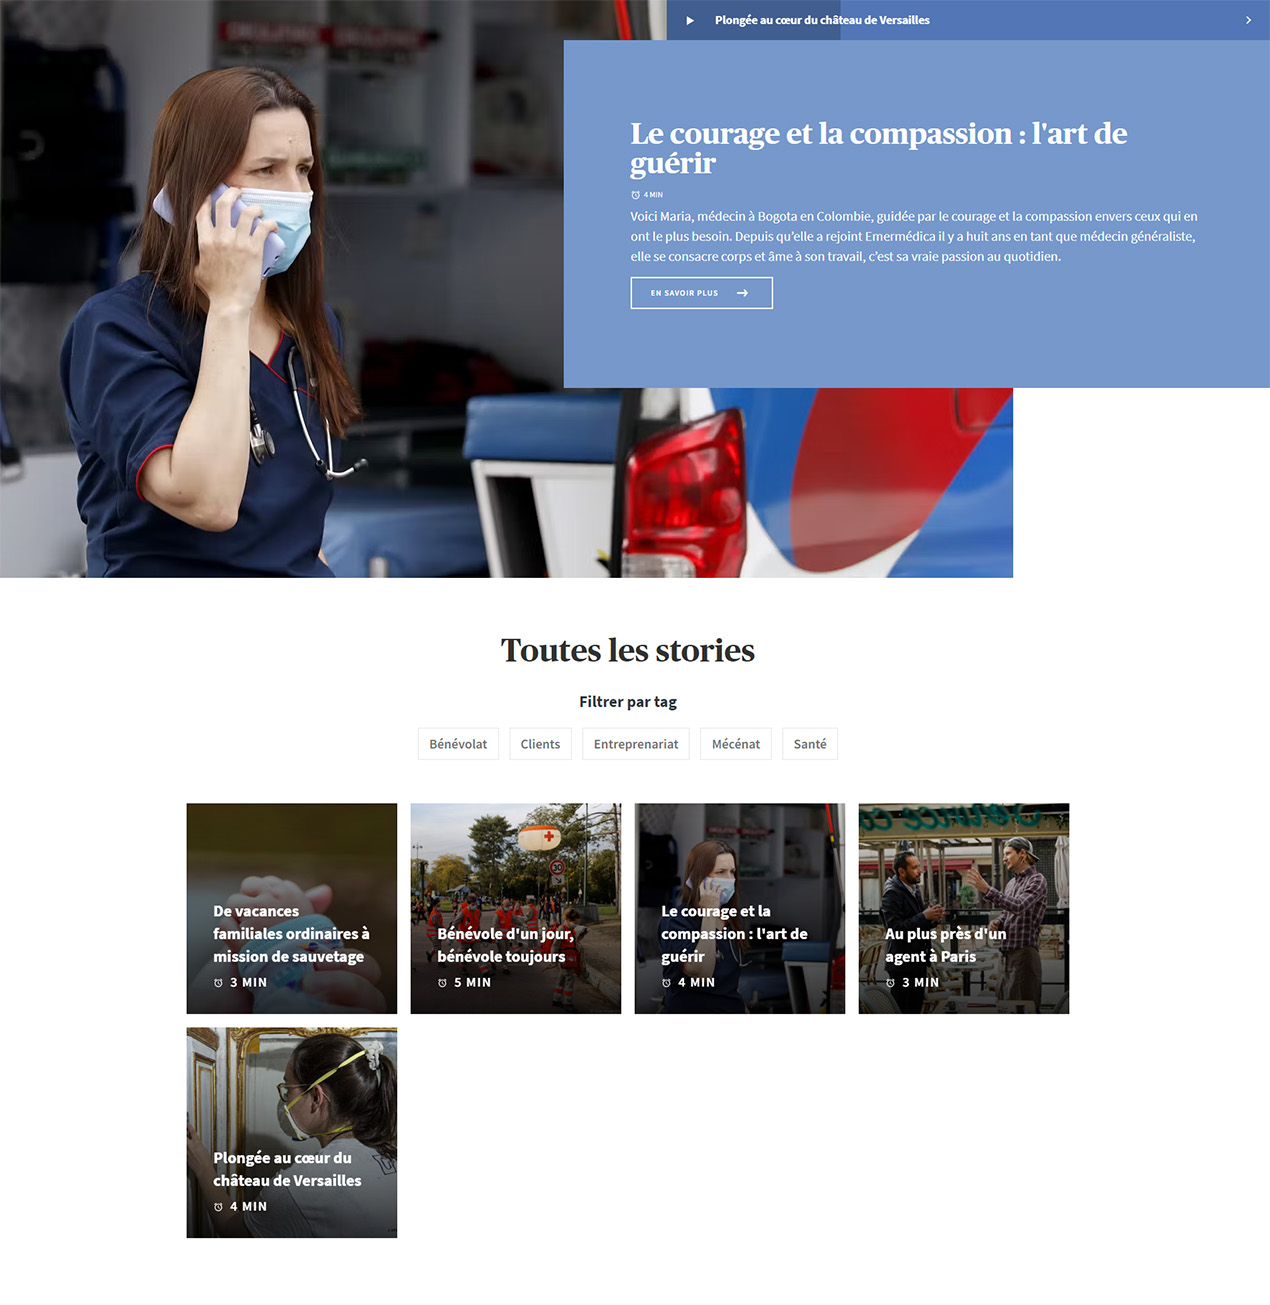 Plongée au cœur du château de Versailles
Le courage et la compassion : l'art de
guérir
4 MIN
Voici Maria, médecin à Bogota en Colombie, guidée par le courage et la compassion envers ceux qui en
ont le plus besoin. Depuis qu’elle a rejoint Emermédica il y a huit ans en tant que médecin généraliste,
elle se consacre corps et âme à son travail, c’est sa vraie passion au quotidien.
EN SAVOIR PLUS
Toutes les stories
Filtrer par tag
Bénévolat
Clients
Entreprenariat
Mécénat
Santé
De vacances
familiales ordinaires à
mission de sauvetage
3 MIN
30
Bénévole d'un jour,
bénévole toujours
5 MIN
Le courage et la
compassion : l'art de
guérir
4 MIN
Au plus près d'un
agent à Paris
3 MIN
Plongée au cœur du
château de Versailles
4 MIN